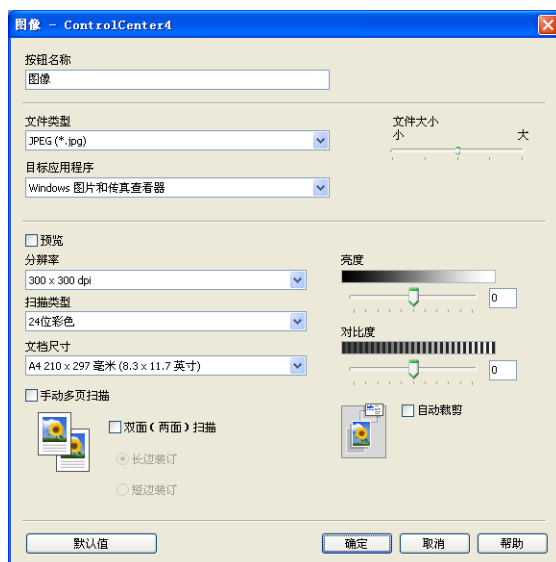 图像 - ControlCenter4
按钮名称
图像
文件类型
JPEG (*.jpg)
文件大小
小 大
目标应用程序
Windows 图片和传真查看器
预览
分辨率
300 x 300 dpi
亮度
0
扫描类型
24位彩色
对比度
0
文档尺寸
A4 210 x 297 毫米 (8.3 x 11.7 英寸)
手动多页扫描
双面(两面)扫描
长边装订
短边装订
自动裁剪
默认值 确定 取消 帮助